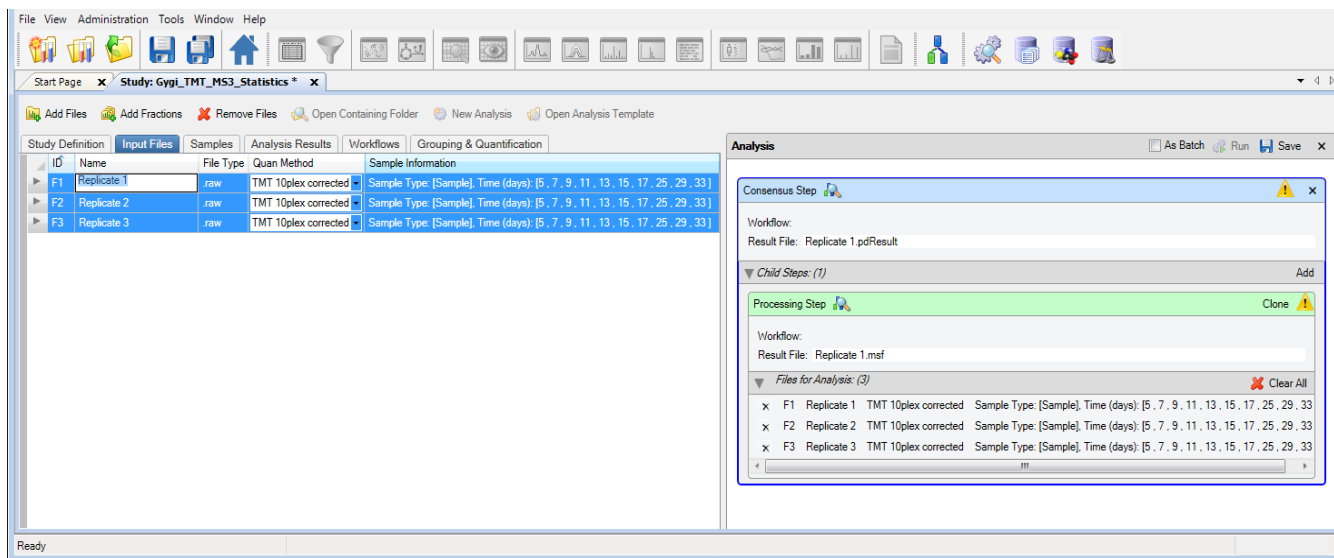 File View Administration Tools Window Help
Start Page x Study: Gygi_TMT_MS3_Statistics * x
Add Files Add Fractions Remove Files Open Containing Folder New Analysis Open Analysis Template
Study Definition Input Files Samples Analysis Results Workflows Grouping & Quantification
ID Name File Type Quan Method Sample Information
F1 Replicate 1 .raw TMT 10plex corrected Sample Type: [Sample], Time (days): [5 , 7 , 9 , 11 , 13 , 15 , 17 , 25 , 29 , 33 ]
F2 Replicate 2 .raw TMT 10plex corrected Sample Type: [Sample], Time (days): [5 , 7 , 9 , 11 , 13 , 15 , 17 , 25 , 29 , 33 ]
F3 Replicate 3 .raw TMT 10plex corrected Sample Type: [Sample], Time (days): [5 , 7 , 9 , 11 , 13 , 15 , 17 , 25 , 29 , 33 ]
Analysis As Batch Run Save x
Consensus Step x
Workflow:
Result File: Replicate 1.pdResult
Child Steps: (1) Add
Processing Step Clone
Workflow:
Result File: Replicate 1.msf
Files for Analysis: (3) Clear All
x F1 Replicate 1 TMT 10plex corrected Sample Type: [Sample], Time (days): [5 , 7 , 9 , 11 , 13 , 15 , 17 , 25 , 29 , 33
x F2 Replicate 2 TMT 10plex corrected Sample Type: [Sample], Time (days): [5 , 7 , 9 , 11 , 13 , 15 , 17 , 25 , 29 , 33
x F3 Replicate 3 TMT 10plex corrected Sample Type: [Sample], Time (days): [5 , 7 , 9 , 11 , 13 , 15 , 17 , 25 , 29 , 33
Ready